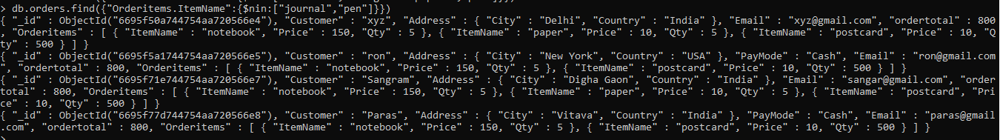 > db.orders.find({"Orderitems.ItemName":{$nin:["journal","pen"]}})
{ "_id" : ObjectId("6695f50a744754aa720566e4"), "Customer" : "xyz", "Address" : { "City" : "Delhi", "Country" : "India" }, "Email" : "xyz@gmail.com", "ordertotal" : 800
, "Orderitems" : [ { "ItemName" : "notebook", "Price" : 150, "Qty" : 5 }, { "ItemName" : "paper", "Price" : 10, "Qty" : 5 }, { "ItemName" : "postcard", "Price" : 10, "Q
ty" : 500 } ] }
{ "_id" : ObjectId("6695f5a1744754aa720566e5"), "Customer" : "ron", "Address" : { "City" : "New York", "Country" : "USA" }, "PayMode" : "Cash", "Email" : "ron@gmail.com
", "ordertotal" : 800, "Orderitems" : [ { "ItemName" : "notebook", "Price" : 150, "Qty" : 5 }, { "ItemName" : "postcard", "Price" : 10, "Qty" : 500 } ] }
{ "_id" : ObjectId("6695f71e744754aa720566e7"), "Customer" : "Sangram", "Address" : { "City" : "Digha Gaon", "Country" : "India" }, "Email" : "sangar@gmail.com", "order
total" : 800, "Orderitems" : [ { "ItemName" : "notebook", "Price" : 150, "Qty" : 5 }, { "ItemName" : "paper", "Price" : 10, "Qty" : 5 }, { "ItemName" : "postcard", "Pri
ce" : 10, "Qty" : 500 } ] }
{ "_id" : ObjectId("6695f77d744754aa720566e8"), "Customer" : "Paras", "Address" : { "City" : "Vitava", "Country" : "India" }, "PayMode" : "Cash", "Email" : "paras@gmail
.com", "ordertotal" : 800, "Orderitems" : [ { "ItemName" : "notebook", "Price" : 150, "Qty" : 5 }, { "ItemName" : "postcard", "Price" : 10, "Qty" : 500 } ] }
>